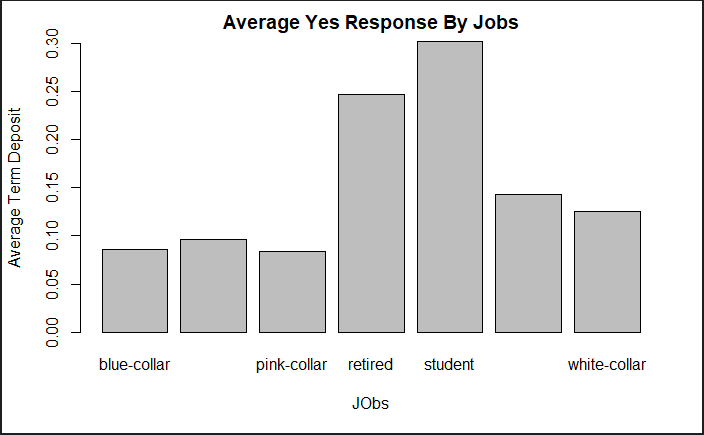 Average Yes Response By Jobs
Average Term Deposit
0.30
0.25
0.20
0.15
0.10
0.05
0.00
blue-collar pink-collar retired student white-collar
JObs